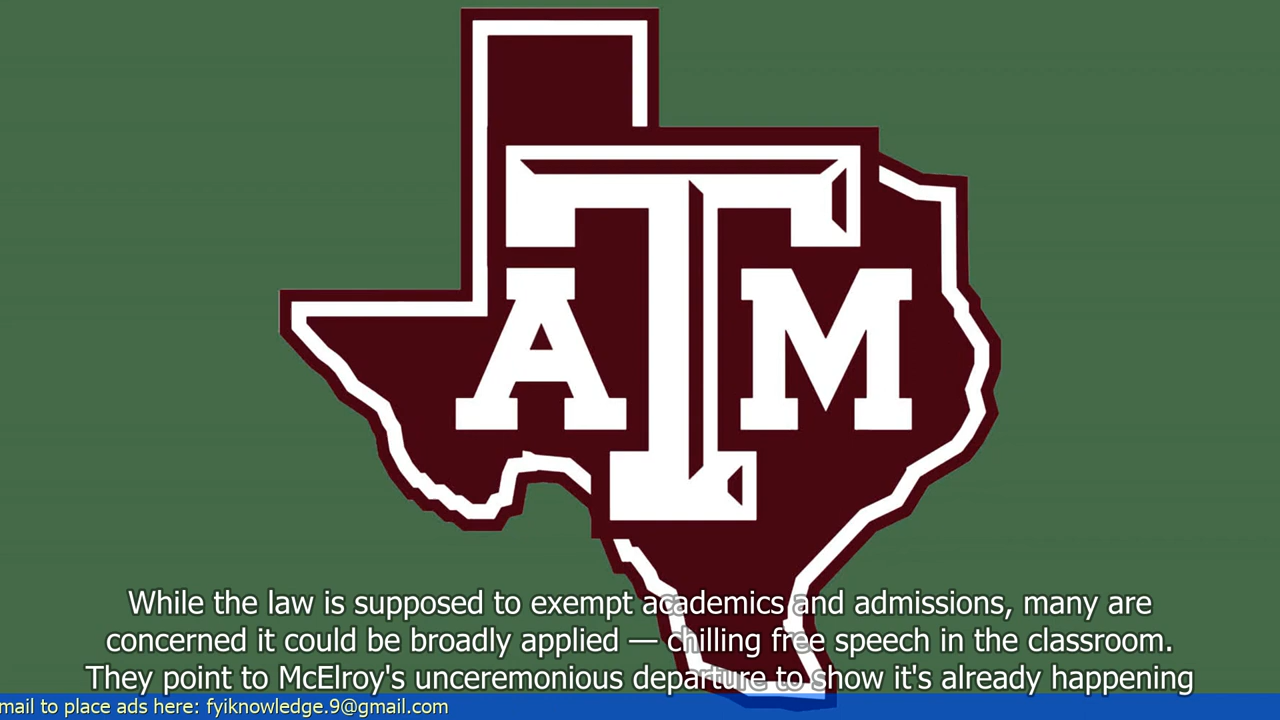 ATM
While the law is supposed to exempt academics and admissions, many are
concerned it could be broadly applied — chilling free speech in the classroom.
They point to McElroy's unceremonious departure to show it's already happening
mail to place ads here: fyiknowledge.9@gmail.com